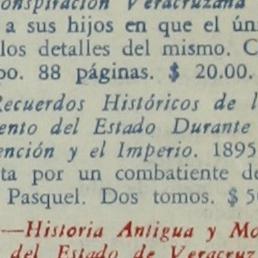 onspiración Veracruzana
a sus hijos en que el ún
los detalles del mismo. C
po. 88 páginas. $ 20.00.
Recuerdos Históricos de l
ento del Estado Durante
ención y el Imperio. 1895
ta por un combatiente de
Pasquel. Dos tomos. $ 5
—Historia Antigua y Mo
del Estado de Veracruz